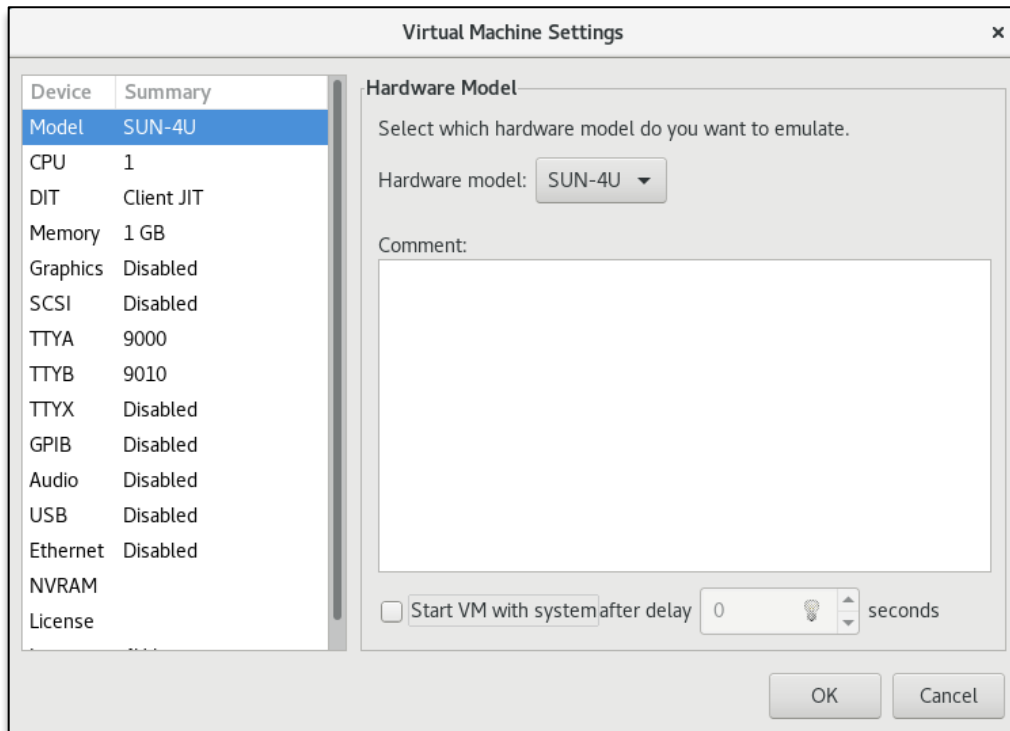 Virtual Machine Settings
Device Summary
Model SUN-4U
CPU 1
DIT Client JIT
Memory 1 GB
Graphics Disabled
SCSI Disabled
TTYA 9000
TTYB 9010
TTYX Disabled
GPIB Disabled
Audio Disabled
USB Disabled
Ethernet Disabled
NVRAM
License
Hardware Model
Select which hardware model do you want to emulate.
Hardware model: SUN-4U
Comment:
Start VM with system after delay 0 seconds
OK Cancel